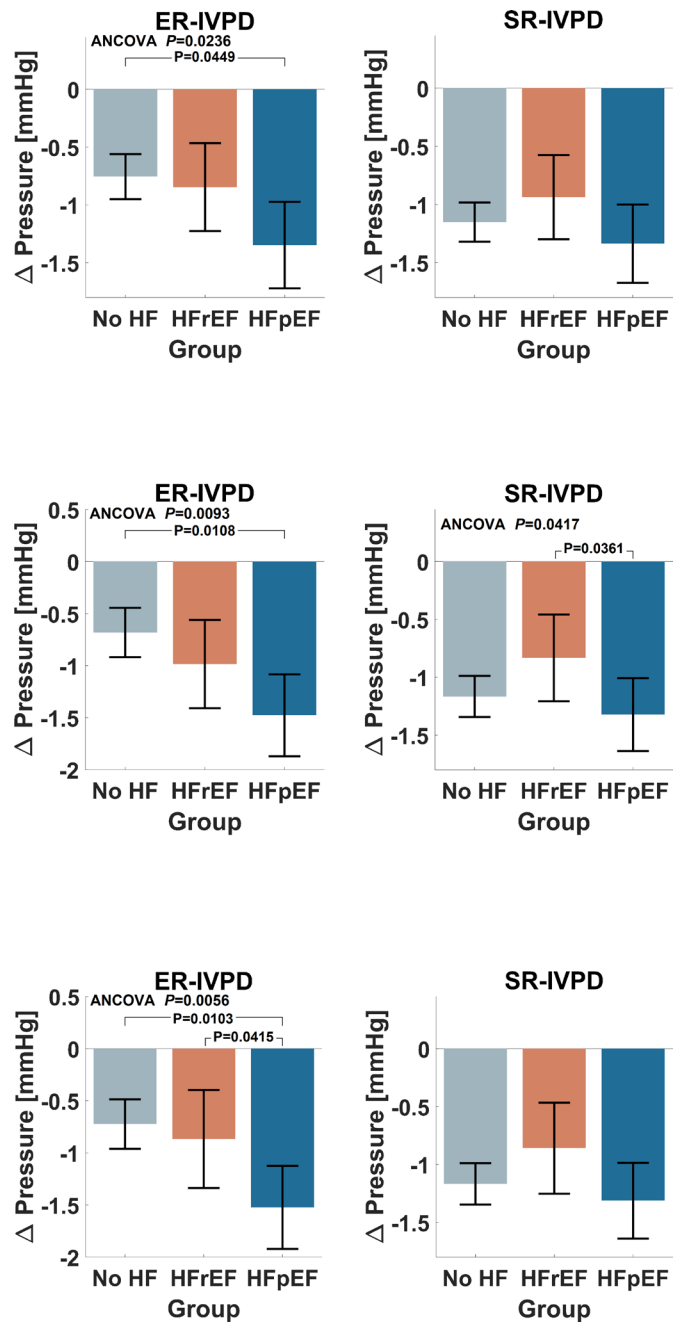 ER-IVPD
ANCOVA P=0.0236
P=0.0449
0
-0.5
-1
-1.5
Δ Pressure [mmHg]
No HF HFrEF HFpEF
Group
SR-IVPD
0
-0.5
-1
-1.5
Δ Pressure [mmHg]
No HF HFrEF HFpEF
Group
ER-IVPD
0.5
ANCOVA P=0.0093
P=0.0108
0
-0.5
-1
-1.5
-2
Δ Pressure [mmHg]
No HF HFrEF HFpEF
Group
SR-IVPD
ANCOVA P=0.0417
P=0.0361
0
-0.5
-1
-1.5
Δ Pressure [mmHg]
No HF HFrEF HFpEF
Group
ER-IVPD
0.5
ANCOVA P=0.0056
P=0.0103
P=0.0415
0
-0.5
-1
-1.5
-2
Δ Pressure [mmHg]
No HF HFrEF HFpEF
Group
SR-IVPD
0
-0.5
-1
-1.5
Δ Pressure [mmHg]
No HF HFrEF HFpEF
Group